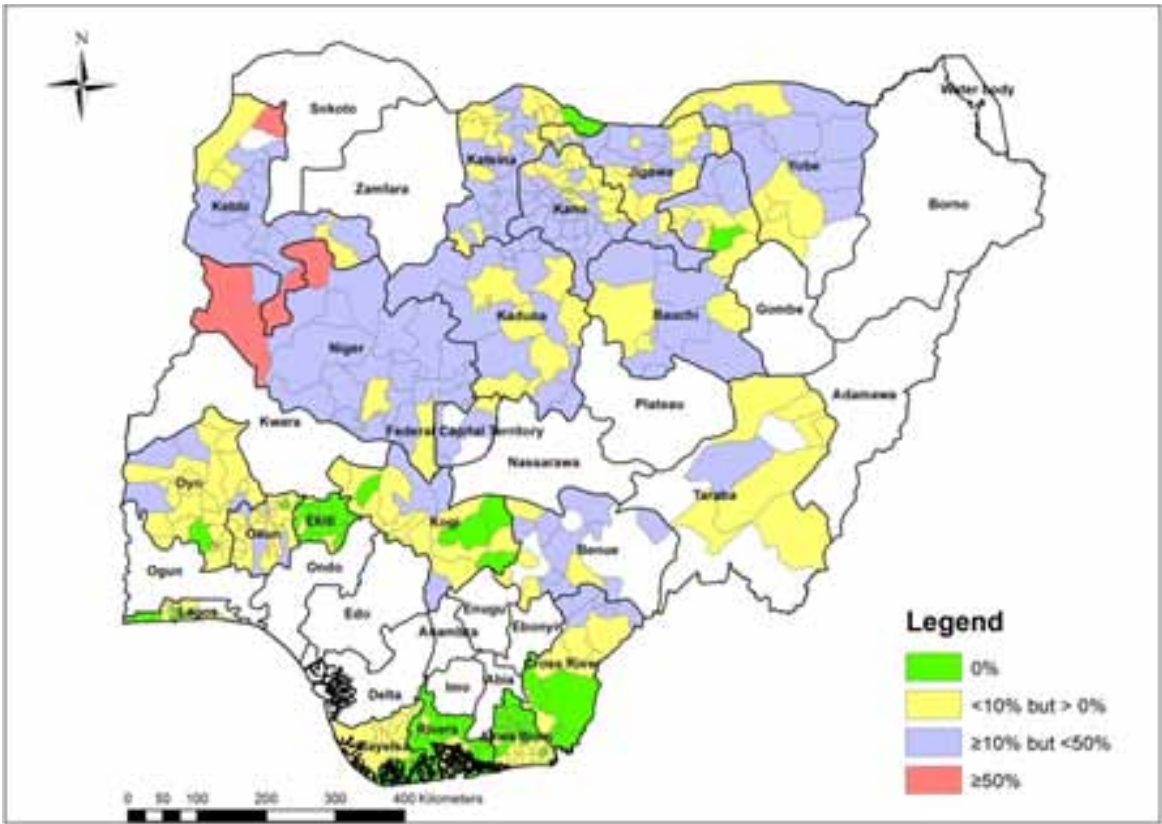 N
Water Body
Sokoto
Katsina
Jigawa
Yobe
Zamfara
Kebbi
Kano
Borno
Gombe
Kaduna
Bauchi
Niger
Adamawa
Plateau
Kwara
Federal Capital Territory
Nassarawa
Oyo
Taraba
Kogi
Ekiti
Osun
Benue
Ogun
Ondo
Lagos
Edo
Enugu
Anambra
Ebonyi
Cross River
Abia
Imo
Delta
Rivers
Akwa Ibom
Bayelsa
Legend
0%
<10% but > 0%
≥10% but <50%
≥50%
0 50 100 200 300 400 Kilometers